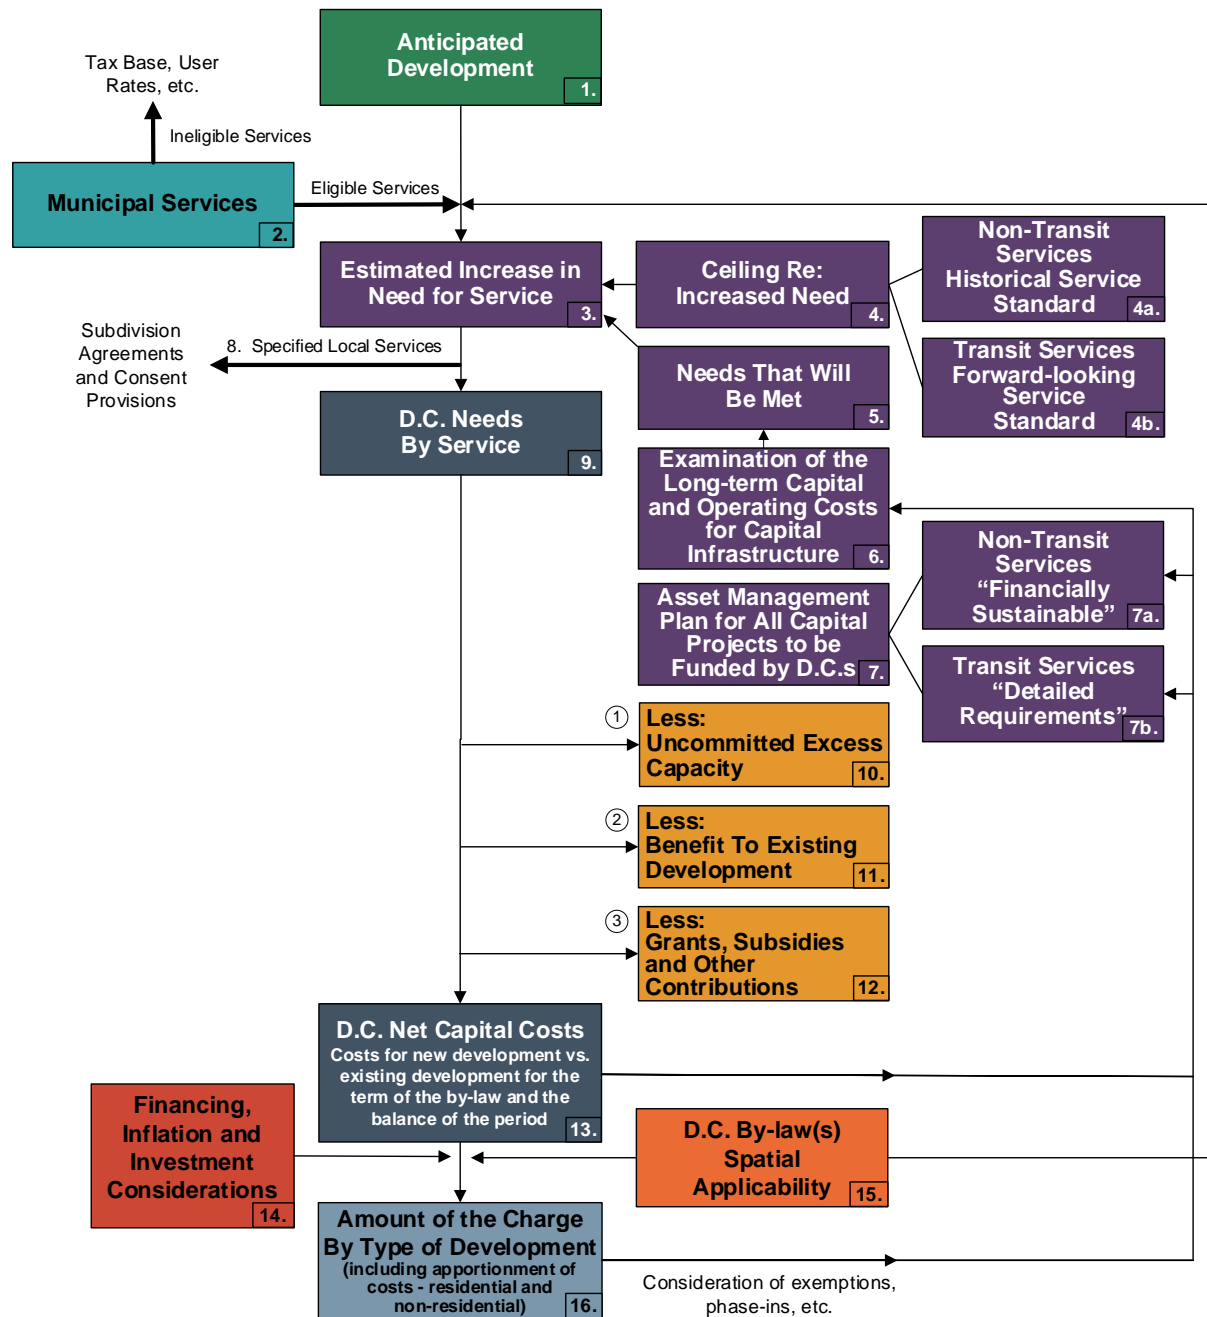 Anticipated
Development
1.
Tax Base, User
Rates, etc.
Ineligible Services
Municipal Services
2.
Eligible Services
Estimated Increase in
Need for Service
3.
Ceiling Re:
Increased Need
4.
Non-Transit
Services
Historical Service
Standard
4a.
Transit Services
Forward-looking
Service
Standard
4b.
Needs That Will
Be Met
5.
8. Specified Local Services
Subdivision
Agreements
and Consent
Provisions
D.C. Needs
By Service
9.
Examination of the
Long-term Capital
and Operating Costs
for Capital
Infrastructure
6.
Asset Management
Plan for All Capital
Projects to be
Funded by D.C.s
7.
Non-Transit
Services
“Financially
Sustainable”
7a.
Transit Services
“Detailed
Requirements”
7b.
1
Less:
Uncommitted Excess
Capacity
10.
2
Less:
Benefit To Existing
Development
11.
3
Less:
Grants, Subsidies
and Other
Contributions
12.
D.C. Net Capital Costs
Costs for new development vs.
existing development for the
term of the by-law and the
balance of the period
13.
Financing,
Inflation and
Investment
Considerations
14.
D.C. By-law(s)
Spatial
Applicability
15.
Amount of the Charge
By Type of Development
(including apportionment of
costs - residential and
non-residential)
16.
Consideration of exemptions,
phase-ins, etc.